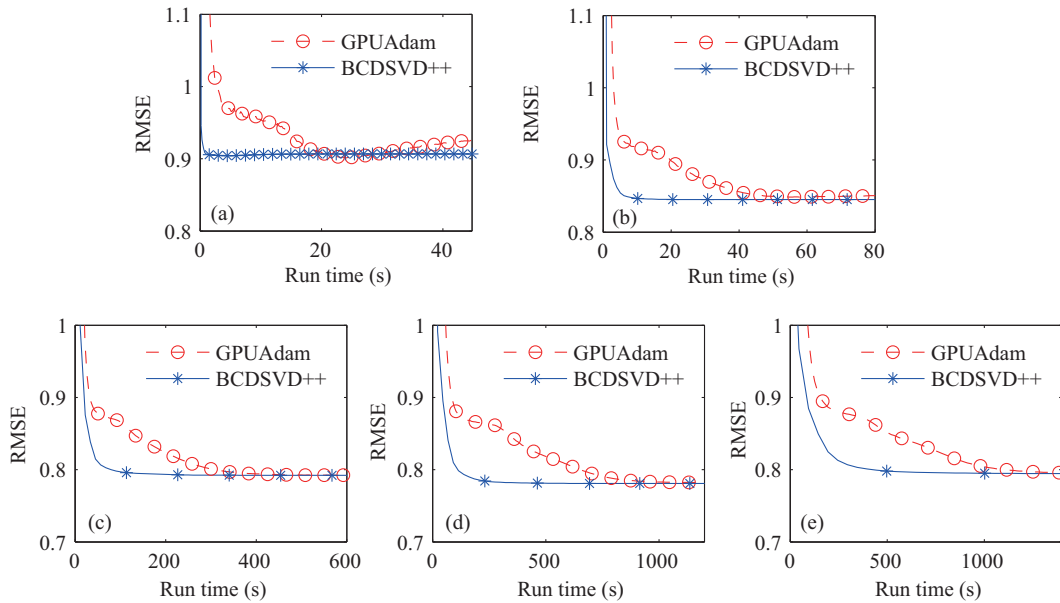 1.1
1
0.9
0.8
RMSE
GPUAdam
BCDSVD++
(a)
0 20 40
Run time (s)
1.1
1
0.9
0.8
RMSE
GPUAdam
BCDSVD++
(b)
0 20 40 60 80
Run time (s)
1
0.9
0.8
0.7
RMSE
GPUAdam
BCDSVD++
(c)
0 200 400 600
Run time (s)
1
0.9
0.8
0.7
RMSE
GPUAdam
BCDSVD++
(d)
0 500 1000
Run time (s)
1
0.9
0.8
0.7
RMSE
GPUAdam
BCDSVD++
(e)
0 500 1000
Run time (s)